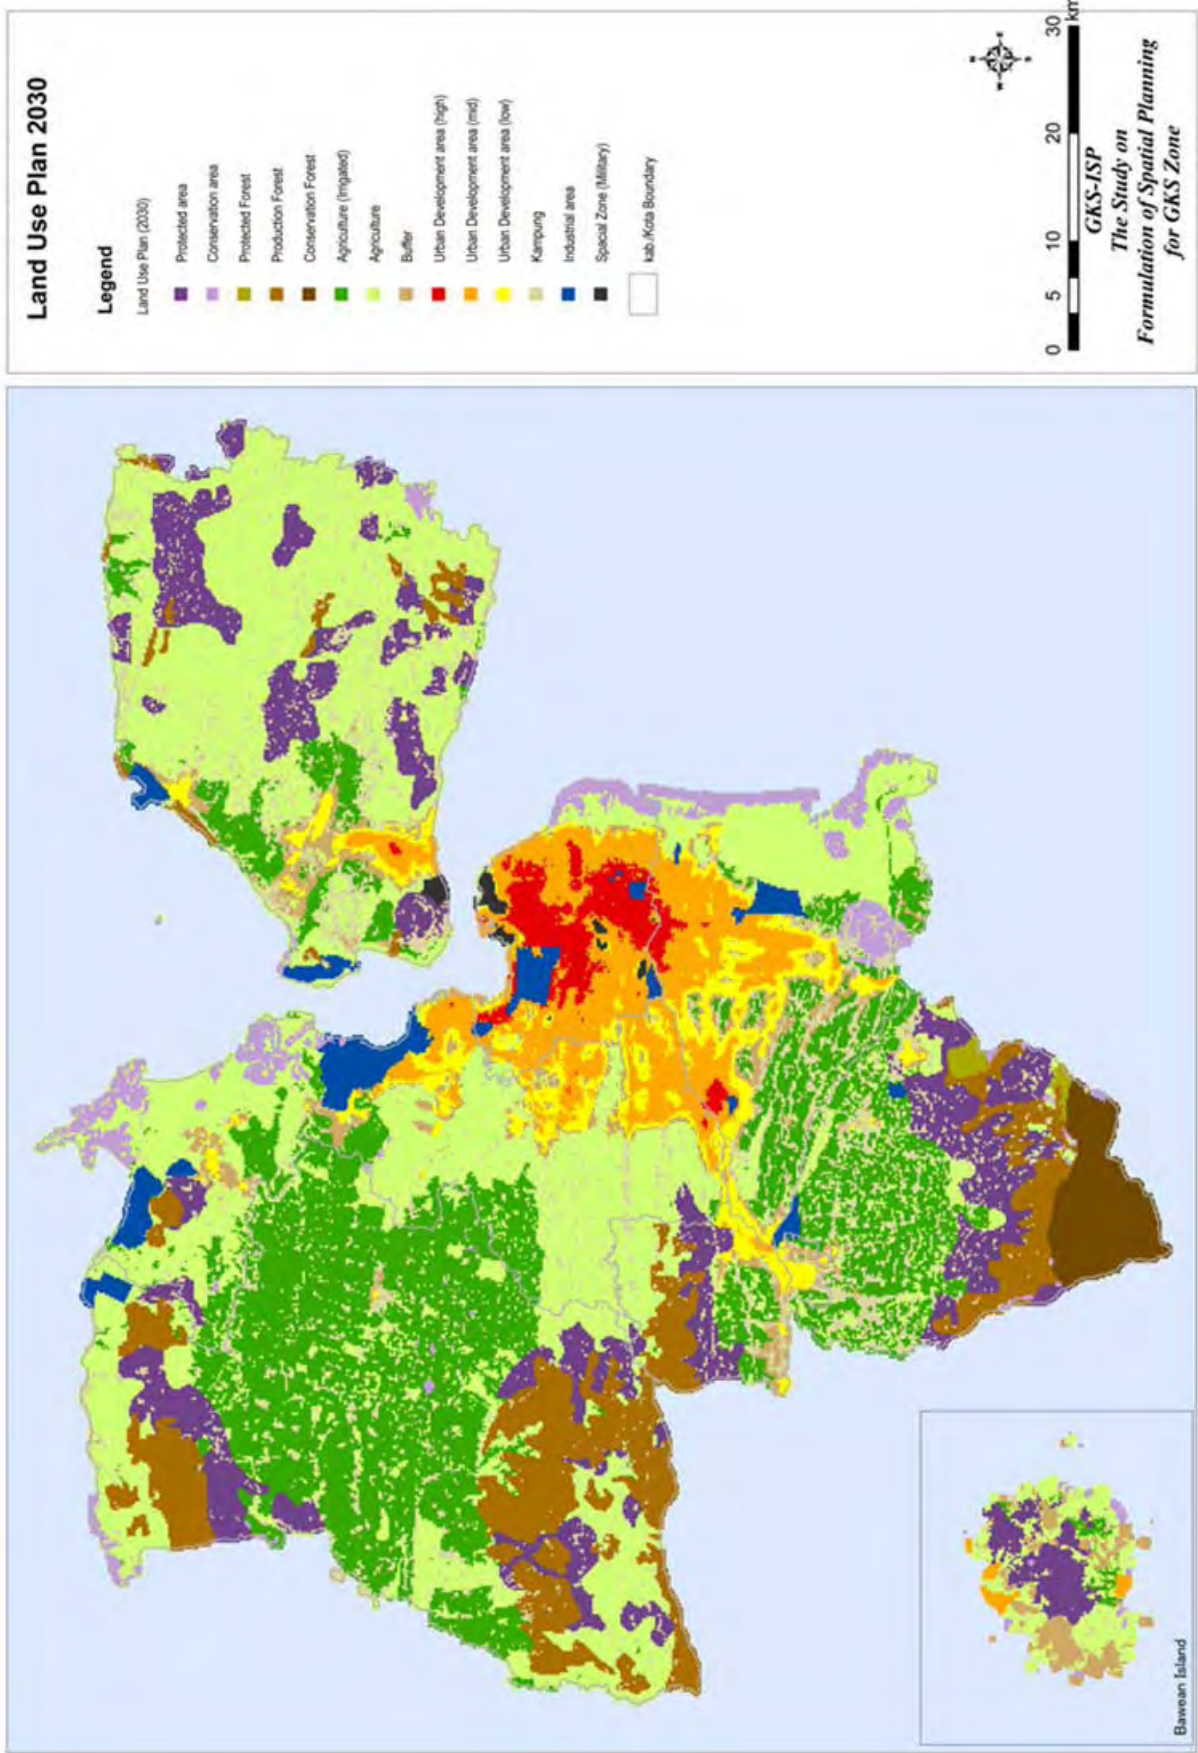 Land Use Plan 2030
Legend
Land Use Plan (2030)
Protected area
Conservation area
Protected Forest
Production Forest
Conservation Forest
Agriculture (Irrigated)
Agriculture
Buffer
Urban Development area (high)
Urban Development area (mid)
Urban Development area (low)
Kampung
Industrial area
Spacial Zone (Military)
kab./Kota Boundary
0 5 10 20 30
km
GKS-ISP
The Study on
Formulation of Spatial Planning
for GKS Zone
Bawean Island